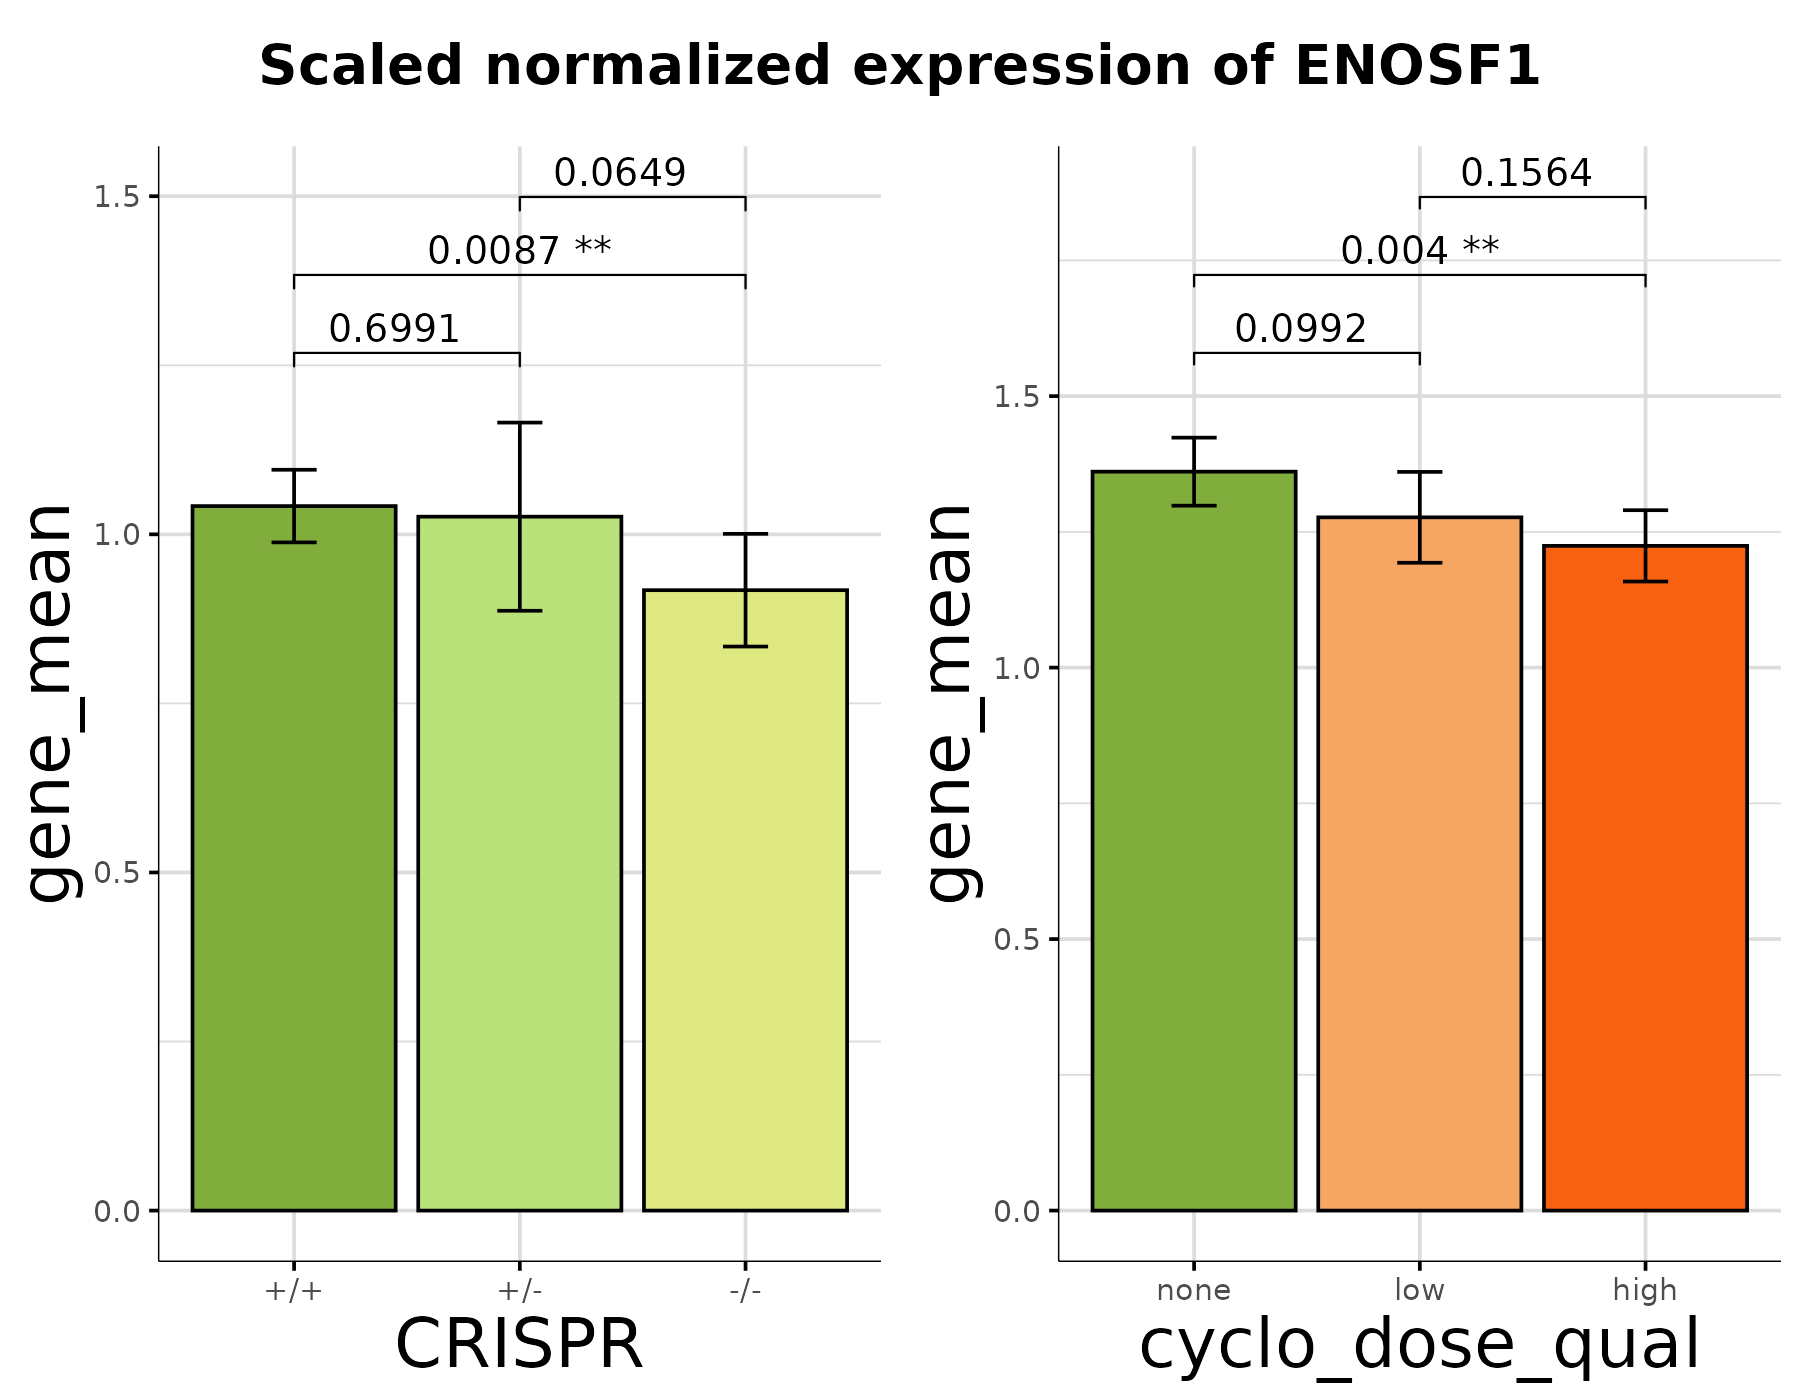 Scaled normalized expression of ENOSF1
gene_mean
1.5
1.0
0.5
0.0
0.0649
0.0087 **
0.6991
+/+ +/- -/-
CRISPR
gene_mean
1.5
1.0
0.5
0.0
0.1564
0.004 **
0.0992
none low high
cyclo_dose_qual